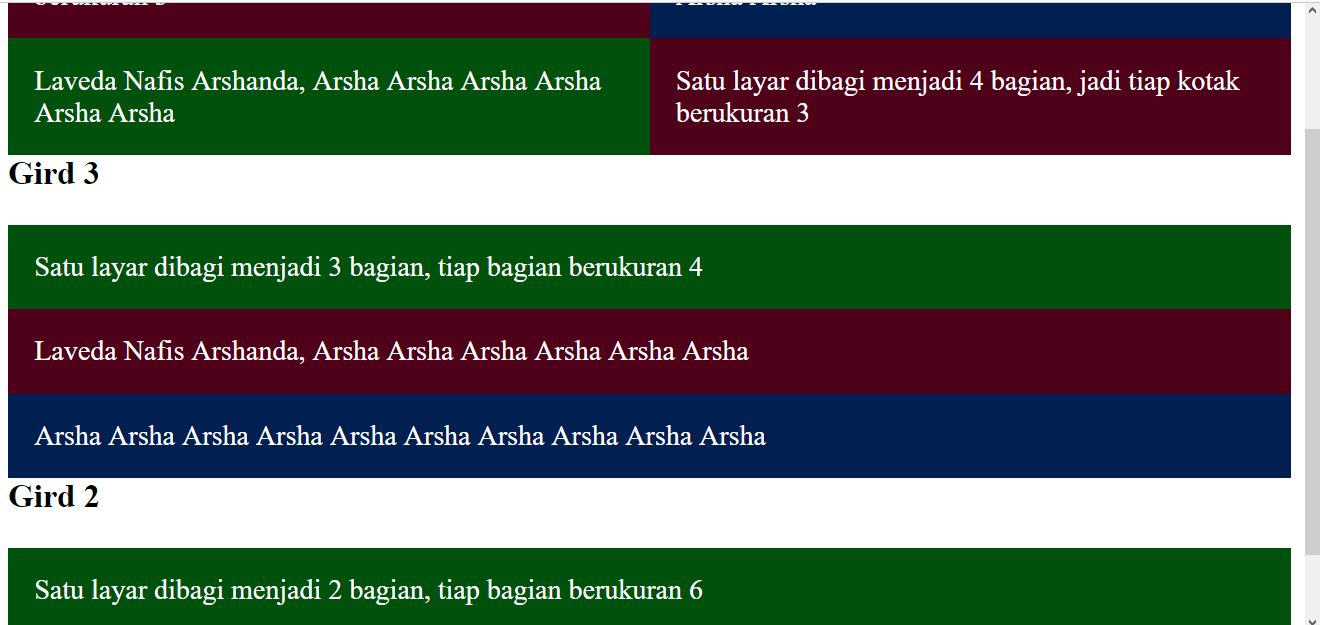 Laveda Nafis Arshanda, Arsha Arsha Arsha Arsha
Arsha Arsha
Satu layar dibagi menjadi 4 bagian, jadi tiap kotak
berukuran 3
Gird 3
Satu layar dibagi menjadi 3 bagian, tiap bagian berukuran 4
Laveda Nafis Arshanda, Arsha Arsha Arsha Arsha Arsha Arsha
Arsha Arsha Arsha Arsha Arsha Arsha Arsha Arsha Arsha Arsha
Gird 2
Satu layar dibagi menjadi 2 bagian, tiap bagian berukuran 6